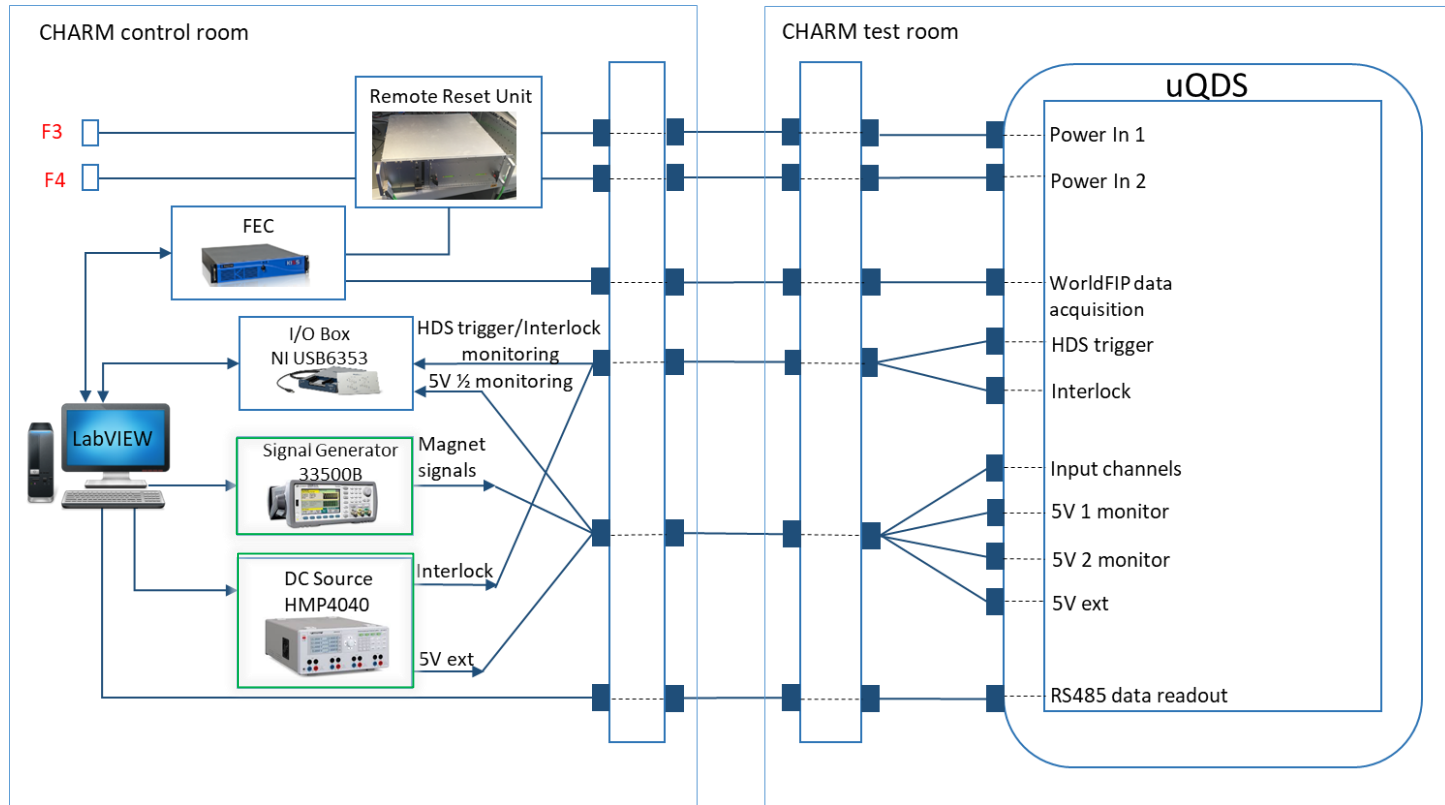 CHARM control room
CHARM test room
Remote Reset Unit
uQDS
F3
F4
Power In 1
Power In 2
FEC
WorldFIP data
acquisition
I/O Box
NI USB6353
HDS trigger/Interlock
monitoring
5V ½ monitoring
HDS trigger
Interlock
LabVIEW
Signal Generator
33500B
Magnet
signals
Input channels
5V 1 monitor
5V 2 monitor
5V ext
DC Source
HMP4040
Interlock
5V ext
RS485 data readout